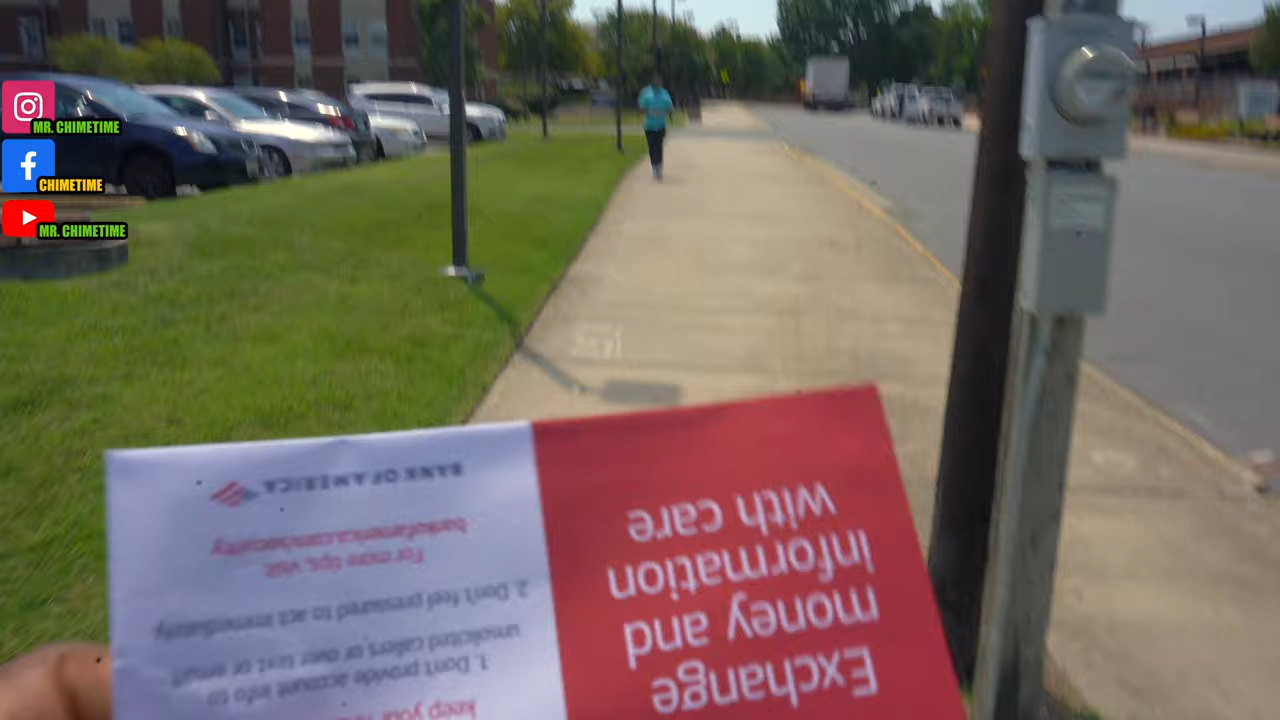 MR. CHIMETIME
CHIMETIME
MR. CHIMETIME
Exchange
money and
information
with care
keep your
1. Don't provide account info to
unsolicited callers or over text or email
2. Don't feel pressured to act immediately
For more tips, visit
bankofamerica.com/security
BANK OF AMERICA